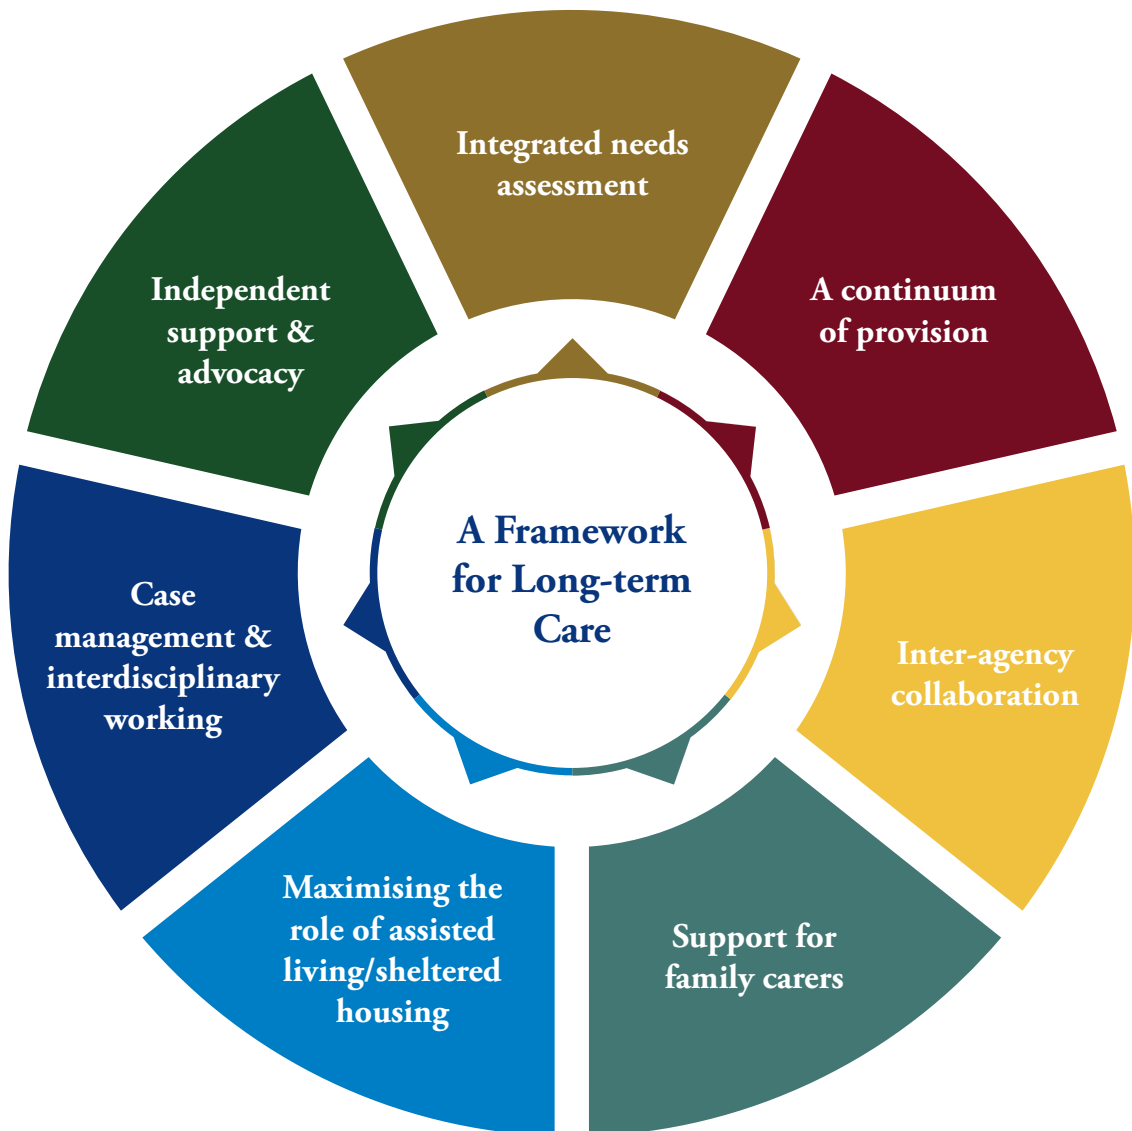 Integrated needs
assessment
A continuum
of provision
Inter-agency
collaboration
Support for
family carers
Maximising the
role of assisted
living/sheltered
housing
Case
management &
interdisciplinary
working
Independent
support &
advocacy
A Framework
for Long-term
Care